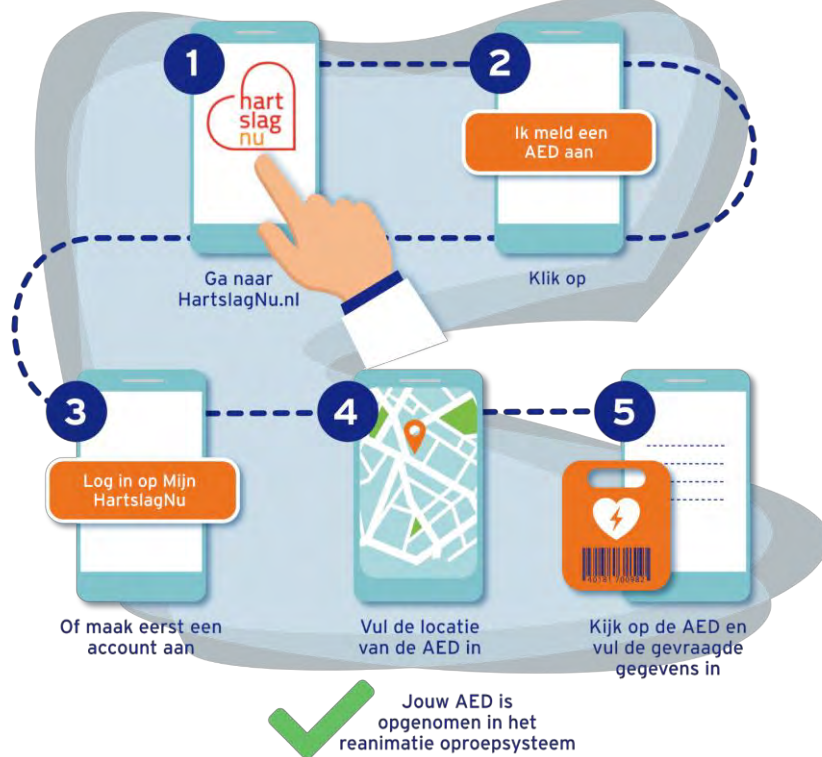 1
hart
slag
nu
Ga naar
HartslagNu.nl
2
Ik meld een
AED aan
Klik op
3
Log in op Mijn
HartslagNu
Of maak eerst een
account aan
4
Vul de locatie
van de AED in
5
40181 700982
Kijk op de AED en
vul de gevraagde
gegevens in
Jouw AED is
opgenomen in het
reanimatie oproepsysteem